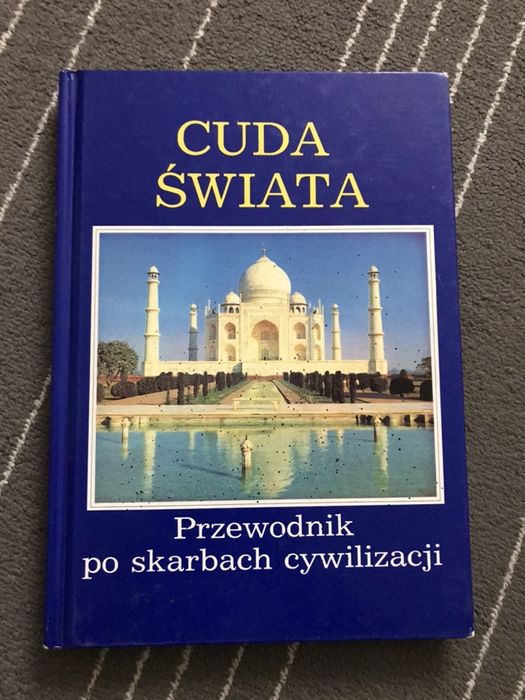 CUDA
ŚWIATA
Przewodnik
po skarbach cywilizacji